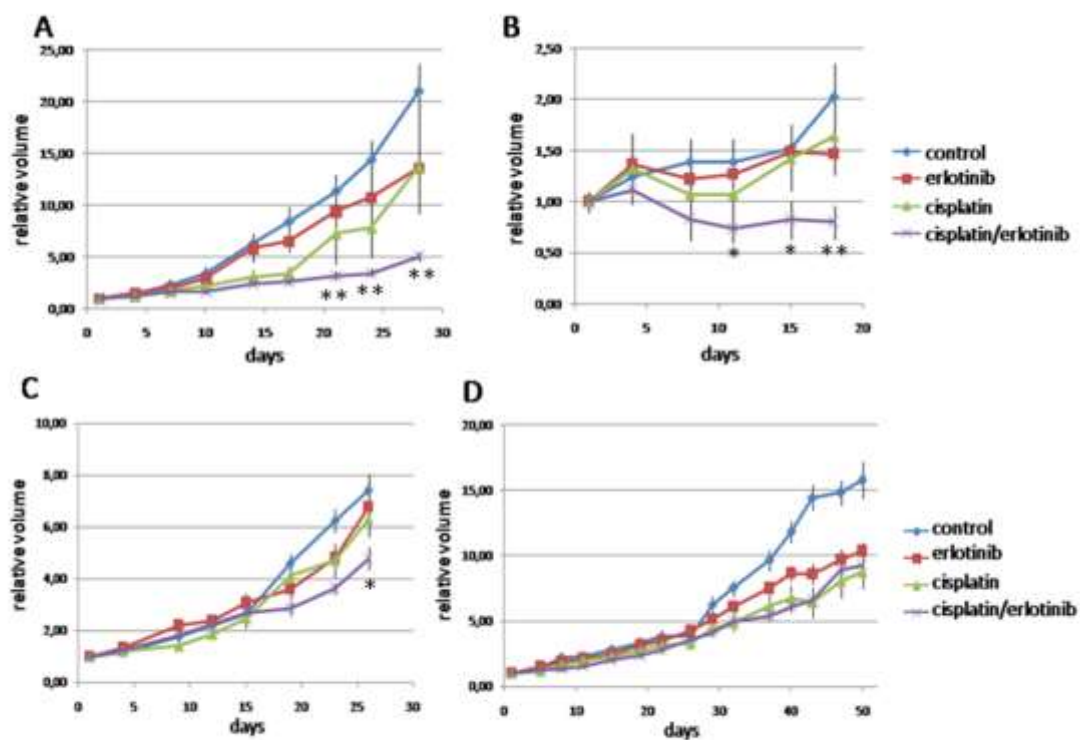 A
25,00
20,00
15,00
10,00
5,00
0,00
relative volume
0 5 10 15 20 25 30
days
** ** **
B
2,50
2,00
1,50
1,00
0,50
0,00
relative volume
0 5 10 15 20
days
* * **
control
erlotinib
cisplatin
cisplatin/erlotinib
C
10,00
8,00
6,00
4,00
2,00
0,00
relative volume
0 5 10 15 20 25 30
days
*
D
20,00
15,00
10,00
5,00
0,00
relative volume
0 10 20 30 40 50
days
control
erlotinib
cisplatin
cisplatin/erlotinib